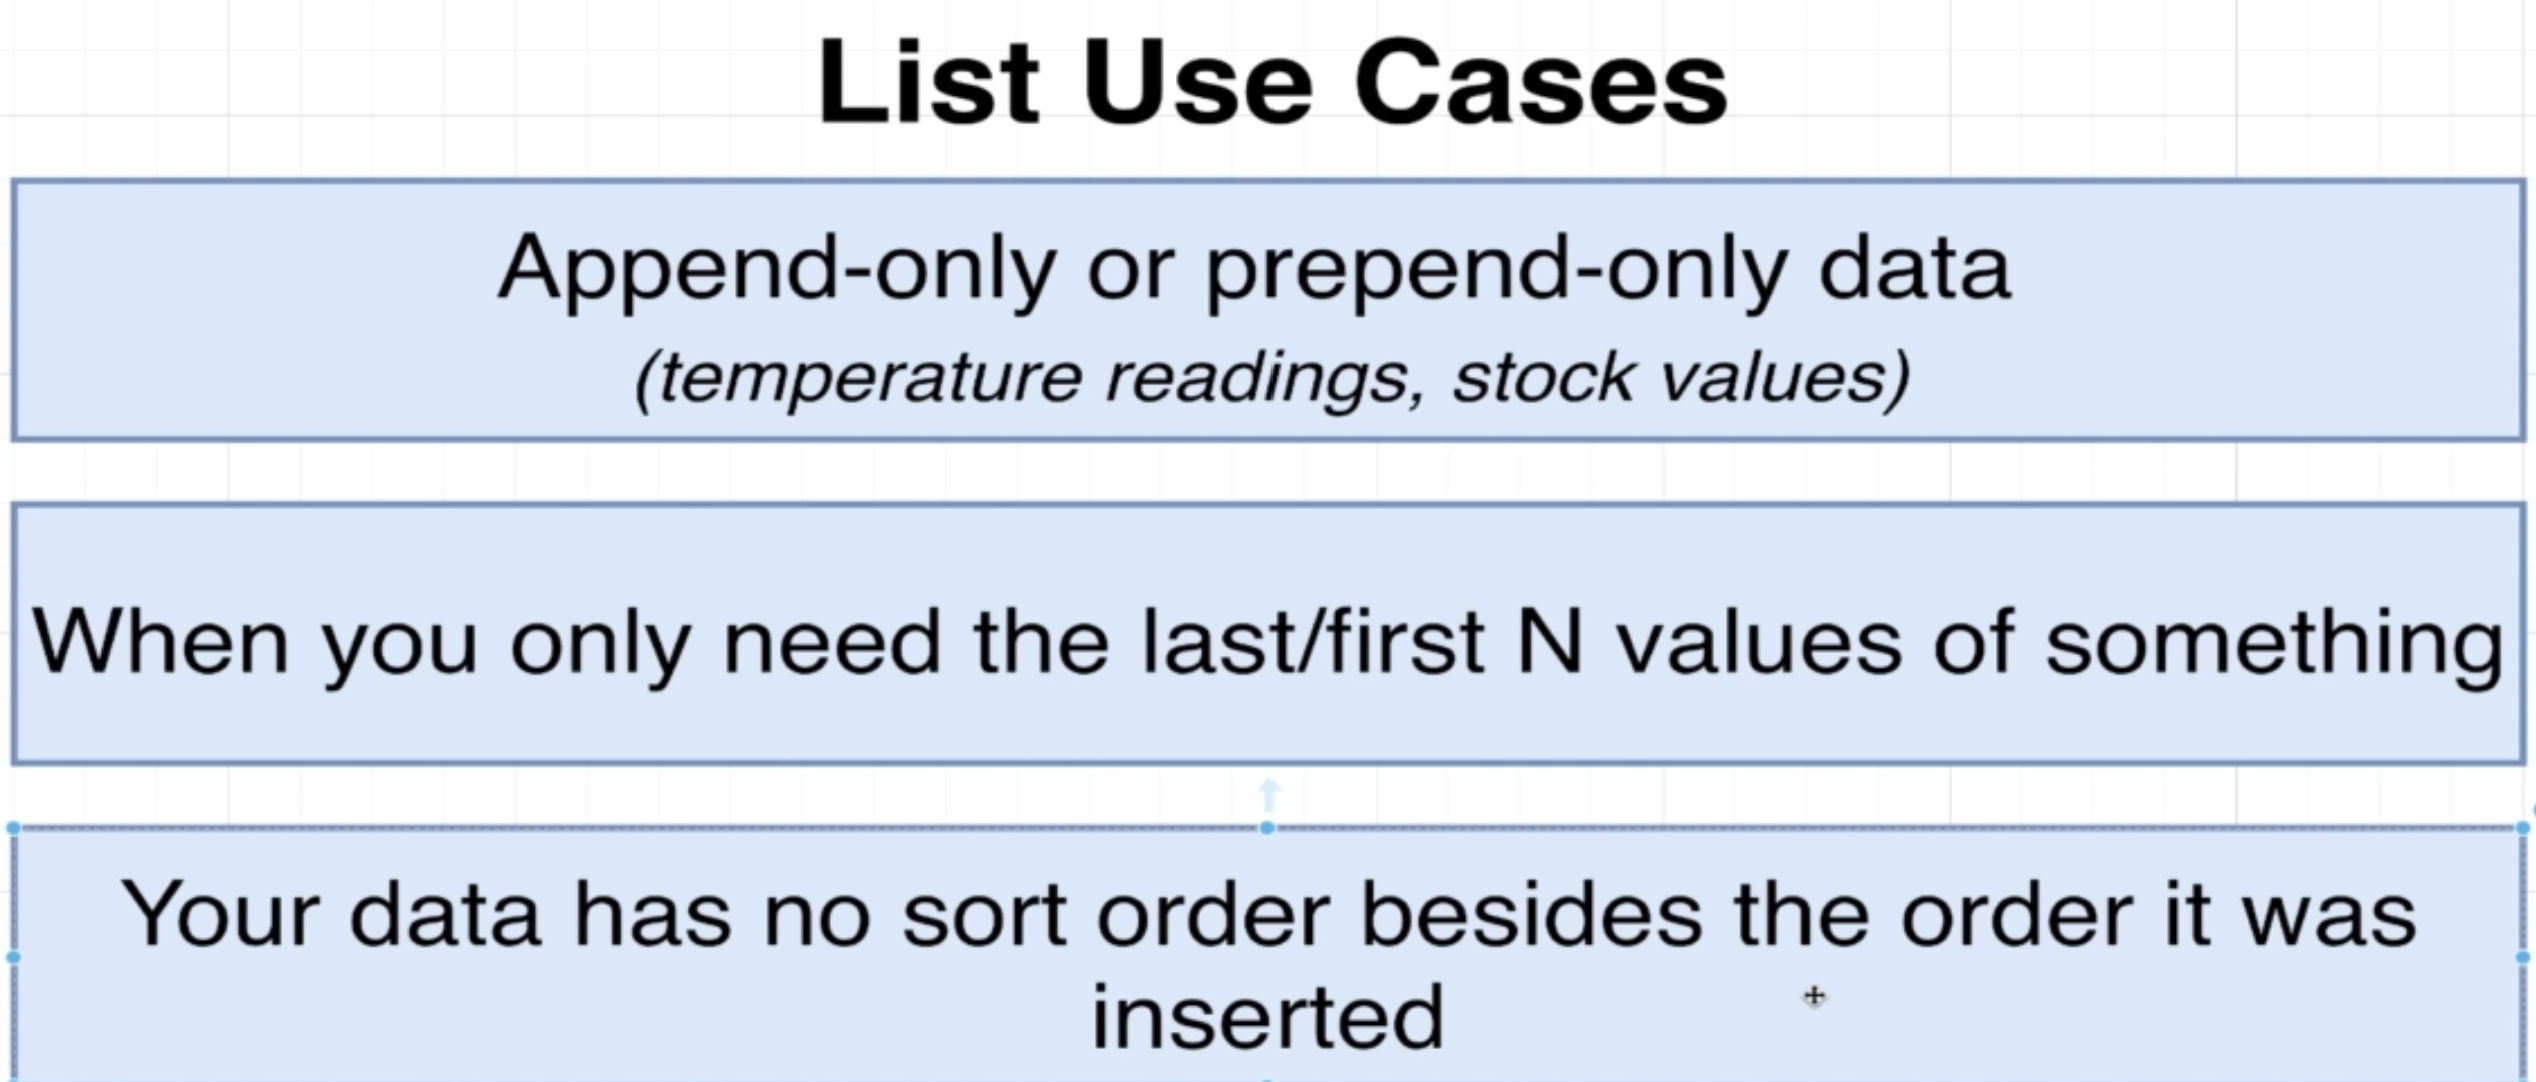 List Use Cases
Append-only or prepend-only data
(temperature readings, stock values)
When you only need the last/first N values of something
Your data has no sort order besides the order it was
inserted